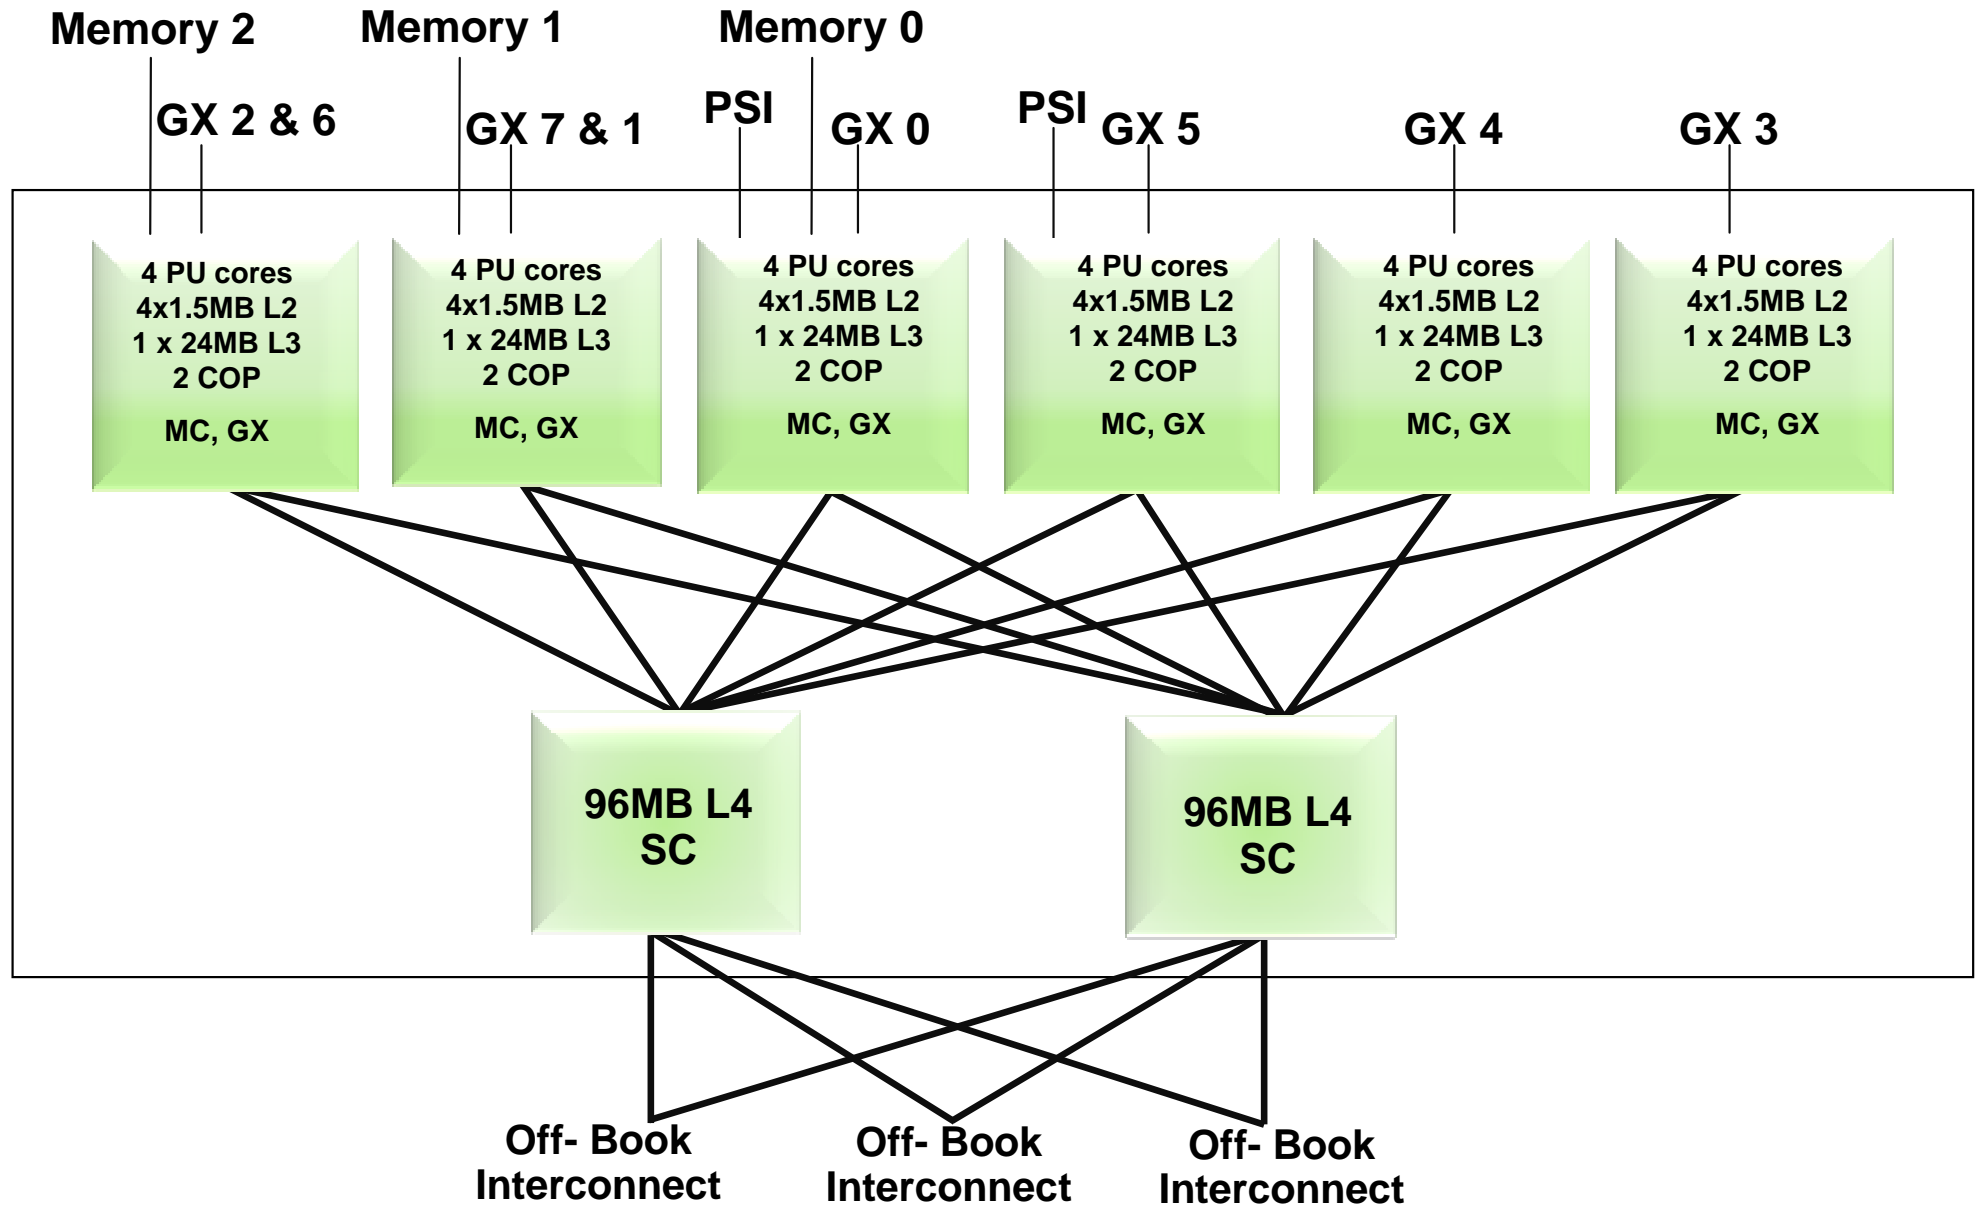 Memory 2
Memory 1
Memory 0
GX 2 & 6
GX 7 & 1
PSI
GX 0
PSI
GX 5
GX 4
GX 3
4 PU cores
4x1.5MB L2
1 x 24MB L3
2 COP
MC, GX
4 PU cores
4x1.5MB L2
1 x 24MB L3
2 COP
MC, GX
4 PU cores
4x1.5MB L2
1 x 24MB L3
2 COP
MC, GX
4 PU cores
4x1.5MB L2
1 x 24MB L3
2 COP
MC, GX
4 PU cores
4x1.5MB L2
1 x 24MB L3
2 COP
MC, GX
4 PU cores
4x1.5MB L2
1 x 24MB L3
2 COP
MC, GX
96MB L4
SC
96MB L4
SC
Off- Book
Interconnect
Off- Book
Interconnect
Off- Book
Interconnect